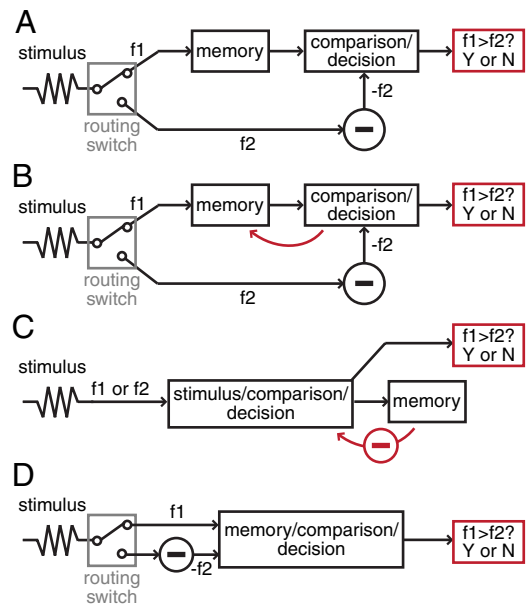 A
stimulus
f1
memory
comparison/
decision
f1>f2?
Y or N
-f2
routing
switch
f2
B
stimulus
f1
memory
comparison/
decision
f1>f2?
Y or N
-f2
routing
switch
f2
C
stimulus
f1 or f2
stimulus/comparison/
decision
f1>f2?
Y or N
memory
D
stimulus
f1
-f2
memory/comparison/
decision
f1>f2?
Y or N
routing
switch